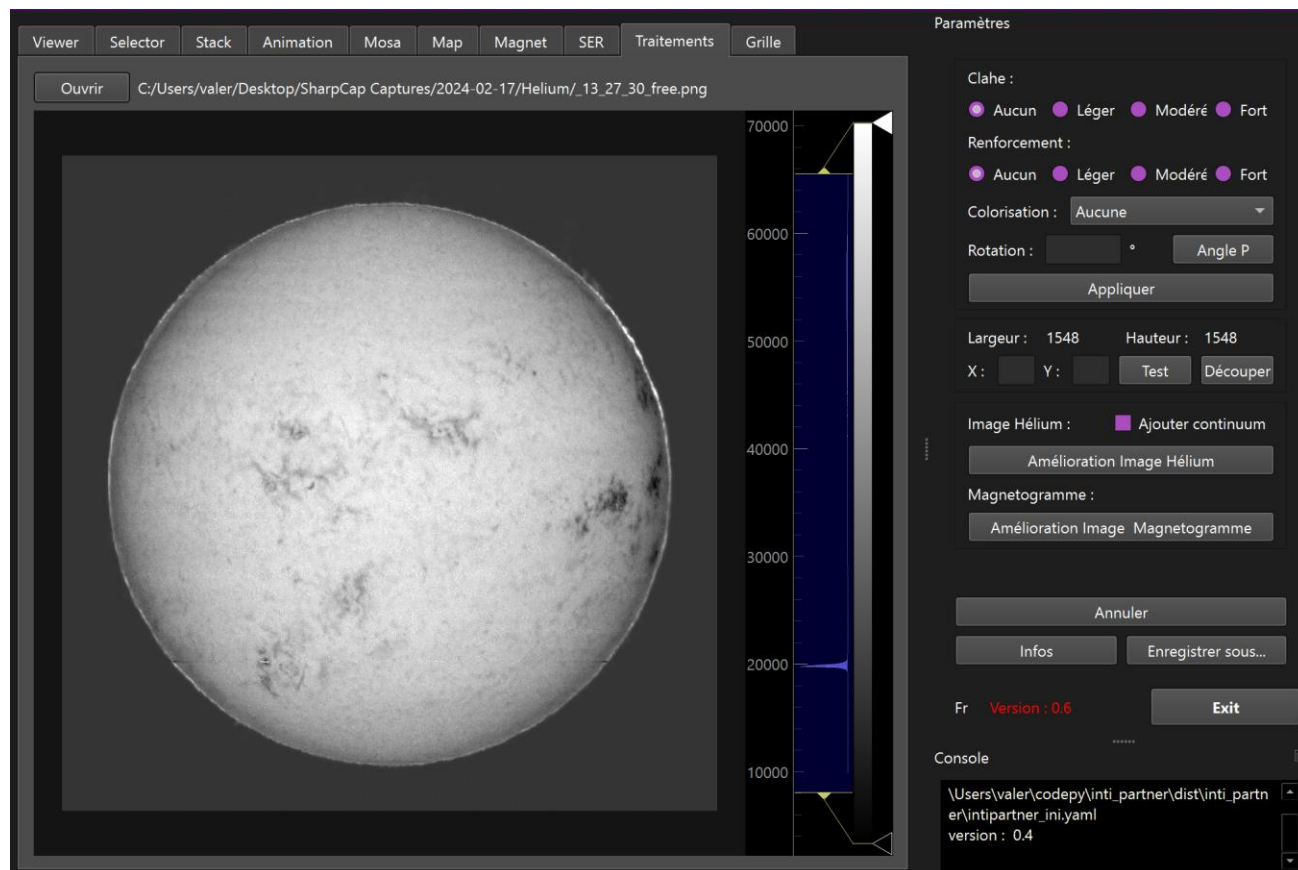 Paramètres
Viewer Selector Stack Animation Mosa Map Magnet SER Traitements Grille
Ouvrir C:/Users/valer/Desktop/SharpCap Captures/2024-02-17/Helium/_13_27_30_free.png
70000
60000
50000
40000
30000
20000
10000
Clahe :
Aucun Léger Modéré Fort
Renforcement :
Aucun Léger Modéré Fort
Colorisation : Aucune
Rotation : ° Angle P
Appliquer
Largeur : 1548 Hauteur : 1548
X : Y : Test Découper
Image Hélium : Ajouter continuum
Amélioration Image Hélium
Magnetogramme :
Amélioration Image Magnetogramme
Annuler
Infos Enregistrer sous...
Fr Version : 0.6 Exit
Console
\Users\valer\codepy\inti_partner\dist\inti_partn
er\intipartner_ini.yaml
version : 0.4